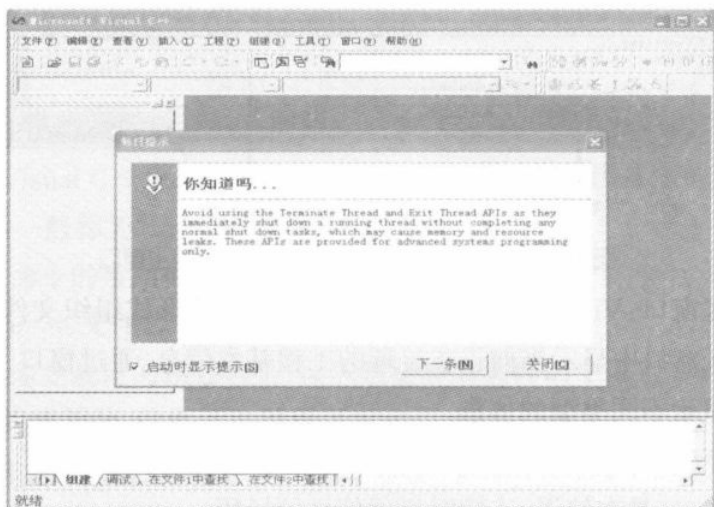 Microsoft Visual C++
文件(F) 编辑(E) 查看(V) 插入(I) 工程(P) 组建(B) 工具(T) 窗口(W) 帮助(H)
每日提示
你知道吗...
Avoid using the Terminate Thread and Exit Thread APIs as they
immediately shut down a running thread without completing any
normal shut down tasks, which may cause memory and resource
leaks. These APIs are provided for advanced systems programming
only.
启动时显示提示(S)
下一条(N)
关闭(C)
组建 调试 在文件1中查找 在文件2中查找
就绪